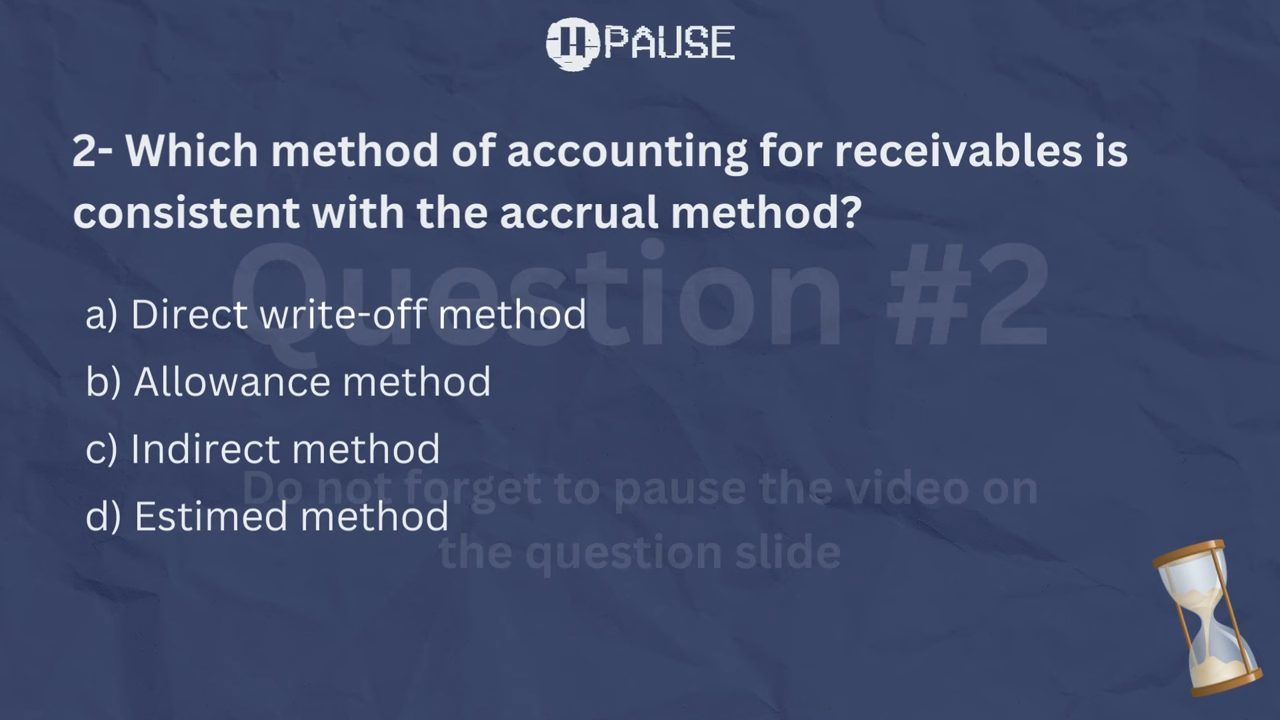 PAUSE
2- Which method of accounting for receivables is
consistent with the accrual method?
Question #2
a) Direct write-off method
b) Allowance method
c) Indirect method
Do not forget to pause the video on
d) Estimed method
the question slide